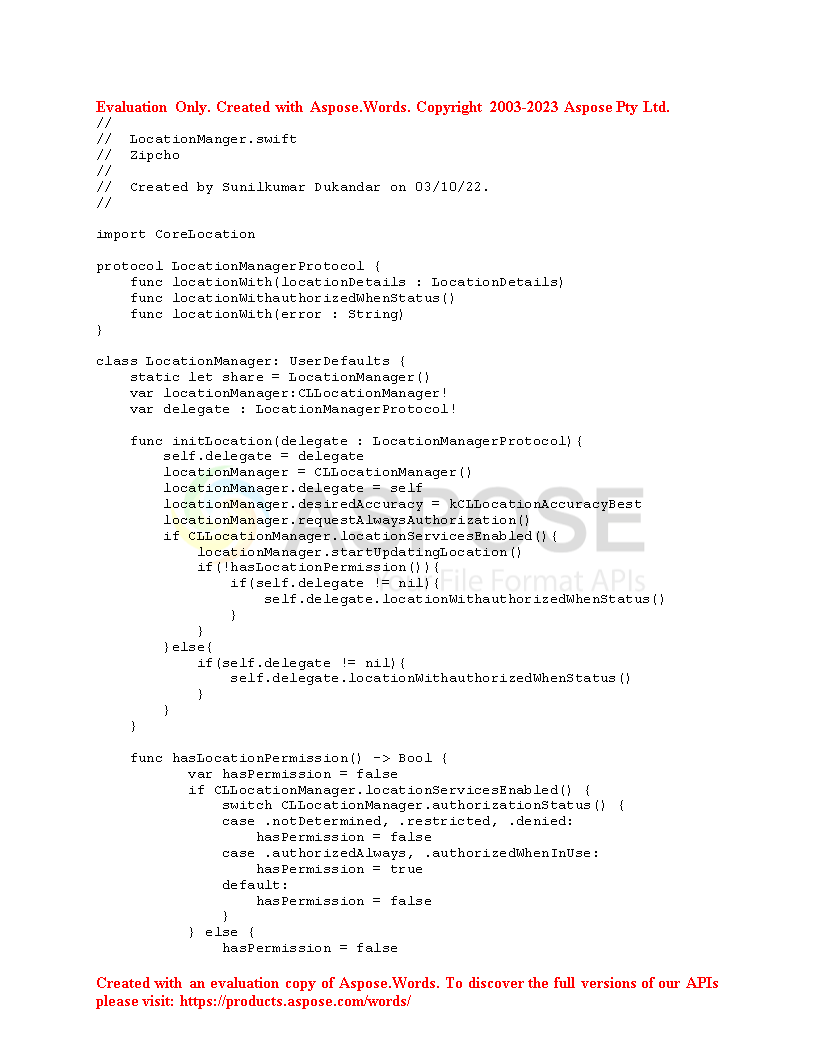 Evaluation Only. Created with Aspose.Words. Copyright 2003-2023 Aspose Pty Ltd.
//
//  LocationManger.swift
//  Zipcho
//
//  Created by Sunilkumar Dukandar on 03/10/22.
//

import CoreLocation

protocol LocationManagerProtocol {
    func locationWith(locationDetails : LocationDetails)
    func locationWithauthorizedWhenStatus()
    func locationWith(error : String)
}

class LocationManager: UserDefaults {
    static let share = LocationManager()
    var locationManager:CLLocationManager!
    var delegate : LocationManagerProtocol!

    func initLocation(delegate : LocationManagerProtocol){
        self.delegate = delegate
        locationManager = CLLocationManager()
        locationManager.delegate = self
        locationManager.desiredAccuracy = kCLLocationAccuracyBest
        locationManager.requestAlwaysAuthorization()
        if CLLocationManager.locationServicesEnabled(){
            locationManager.startUpdatingLocation()
            if(!hasLocationPermission()){
                if(self.delegate != nil){
                    self.delegate.locationWithauthorizedWhenStatus()
                }
            }
        }else{
            if(self.delegate != nil){
                self.delegate.locationWithauthorizedWhenStatus()
            }
        }
    }

    func hasLocationPermission() -> Bool {
           var hasPermission = false
           if CLLocationManager.locationServicesEnabled() {
               switch CLLocationManager.authorizationStatus() {
               case .notDetermined, .restricted, .denied:
                   hasPermission = false
               case .authorizedAlways, .authorizedWhenInUse:
                   hasPermission = true
               default:
                   hasPermission = false
               }
           } else {
               hasPermission = false
ASPOSE
Your File Format APIs
Created with an evaluation copy of Aspose.Words. To discover the full versions of our APIs
please visit: https://products.aspose.com/words/